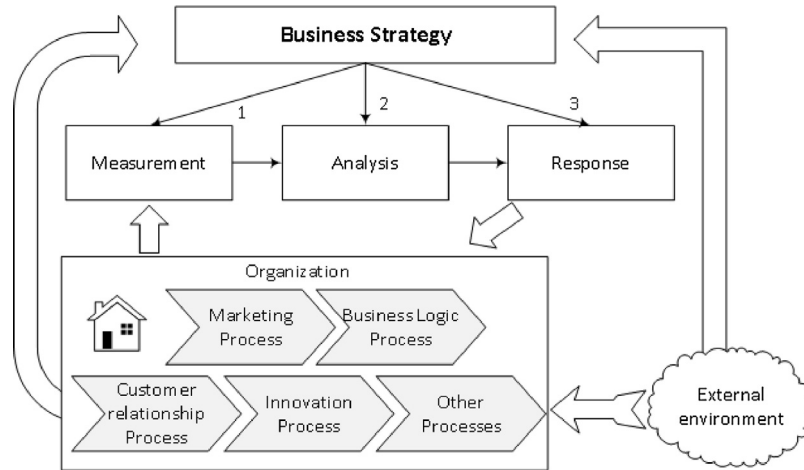 Business Strategy
1
2
3
Measurement
Analysis
Response
Organization
Marketing
Process
Business Logic
Process
Customer
relationship
Process
Innovation
Process
Other
Processes
External
environment